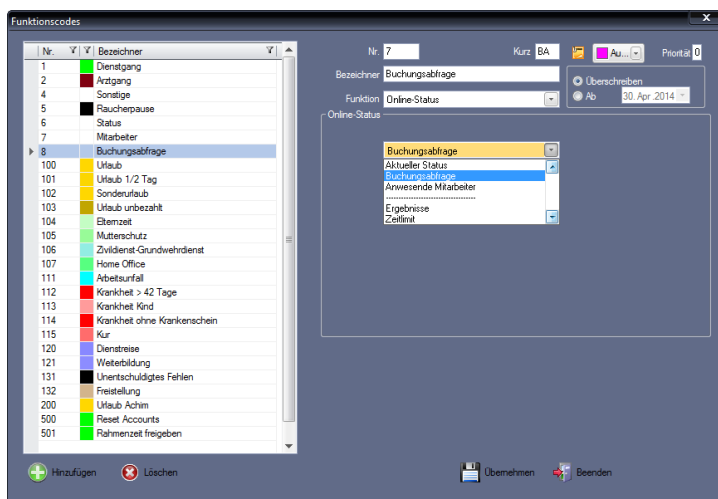 Funktionscodes
x
Nr. Bezeichner
1 Dienstgang
2 Arztgang
4 Sonstige
5 Raucherpause
6 Status
7 Mitarbeiter
8 Buchungsabfrage
100 Urlaub
101 Urlaub 1/2 Tag
102 Sonderurlaub
103 Urlaub unbezahlt
104 Elternzeit
105 Mutterschutz
106 Zivildienst-Grundwehrdienst
107 Home Office
111 Arbeitsunfall
112 Krankheit > 42 Tage
113 Krankheit Kind
114 Krankheit ohne Krankenschein
115 Kur
120 Dienstreise
121 Weiterbildung
131 Unentschuldigtes Fehlen
132 Freistellung
200 Urlaub Achim
500 Reset Accounts
501 Rahmenzeit freigeben
Nr. 7 Kurz BA Au... Priorität 0
Bezeichner Buchungsabfrage
Funktion Online-Status
Überschreiben
Ab 30. Apr .2014
Online-Status
Buchungsabfrage
Aktueller Status
Buchungsabfrage
Anwesende Mitarbeiter
------------------------------------
Ergebnisse
Zeitlimit
Hinzufügen Löschen Übernehmen Beenden